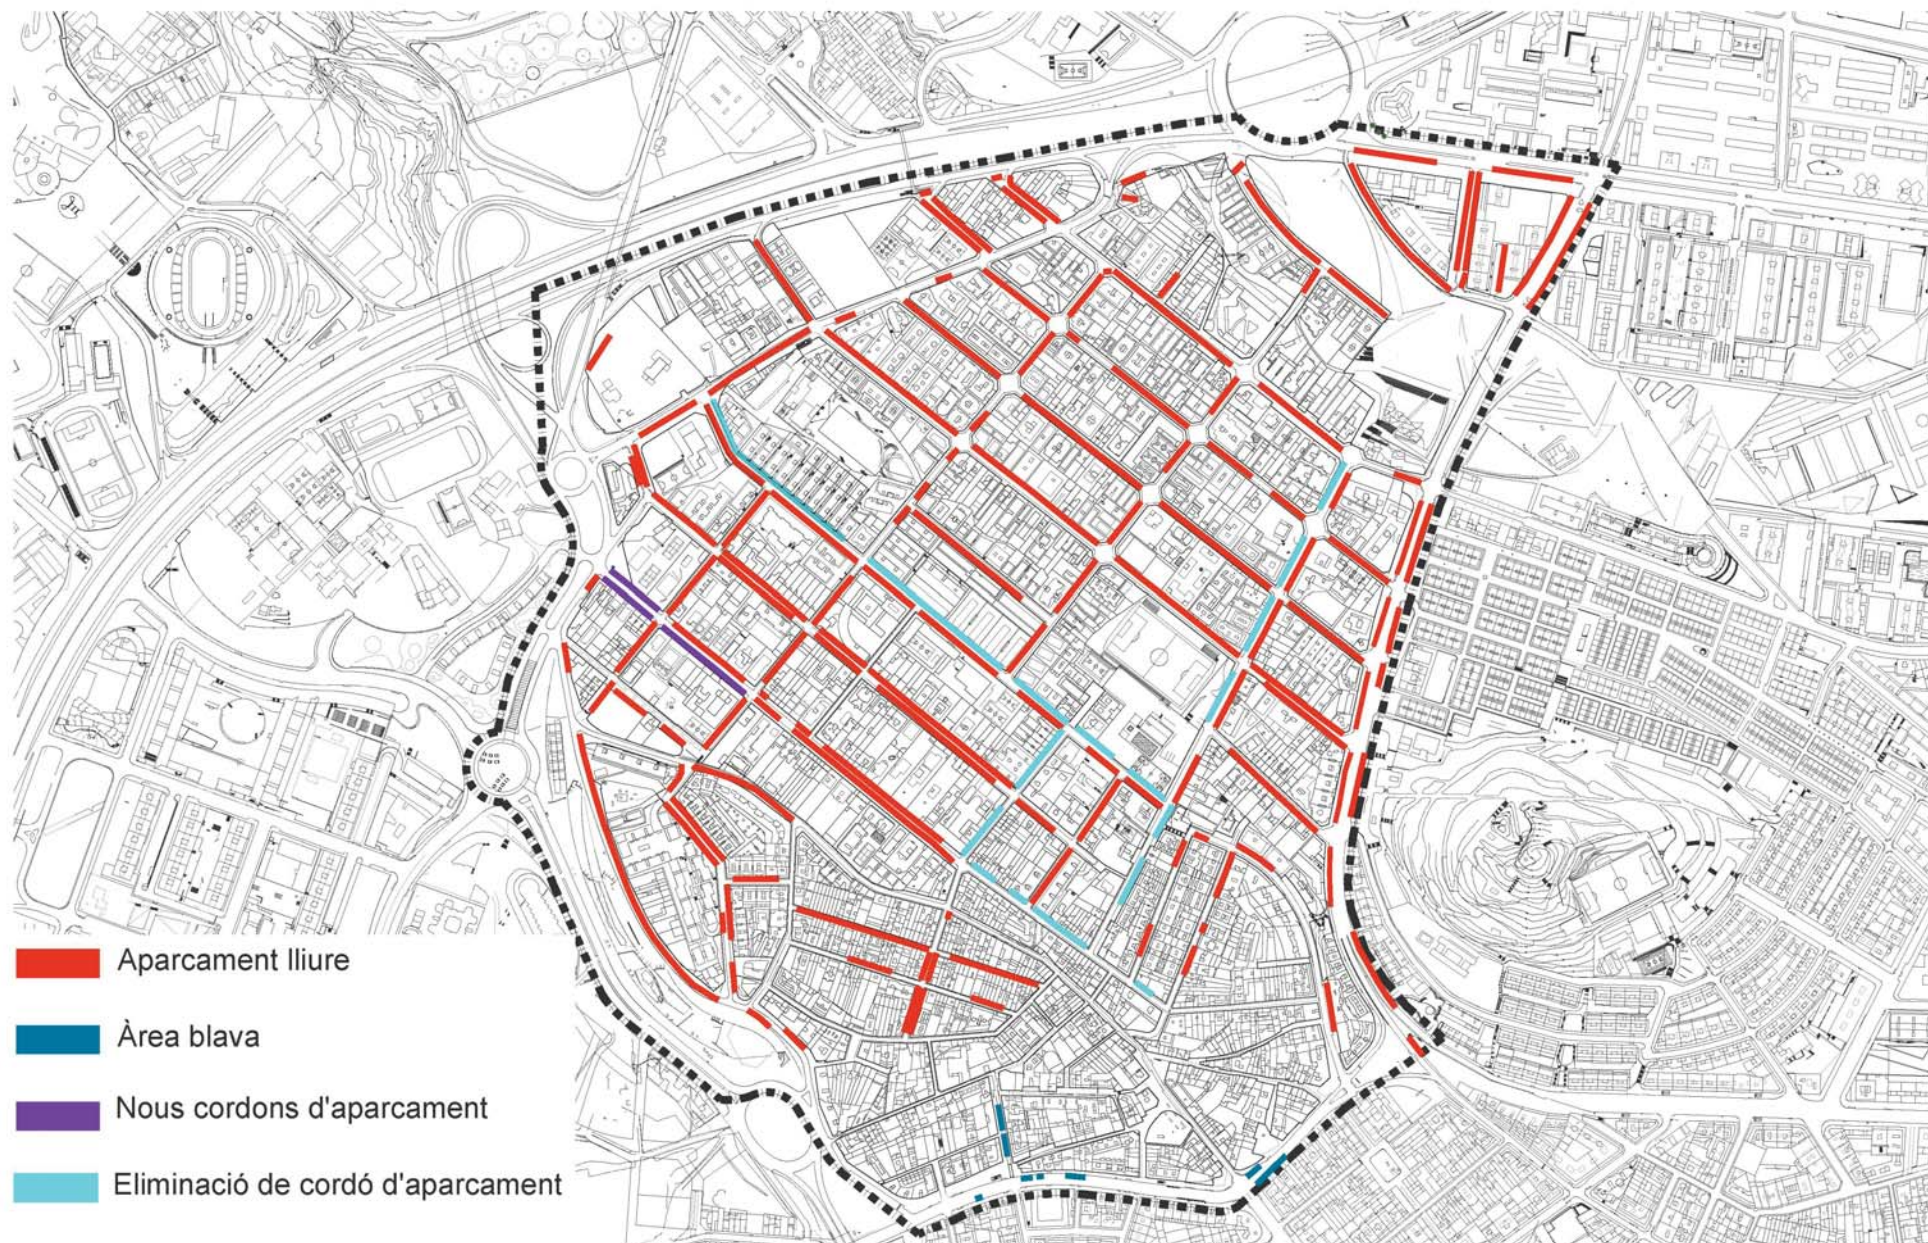 Aparcament lliure
Àrea blava
Nous cordons d'aparcament
Eliminació de cordó d'aparcament